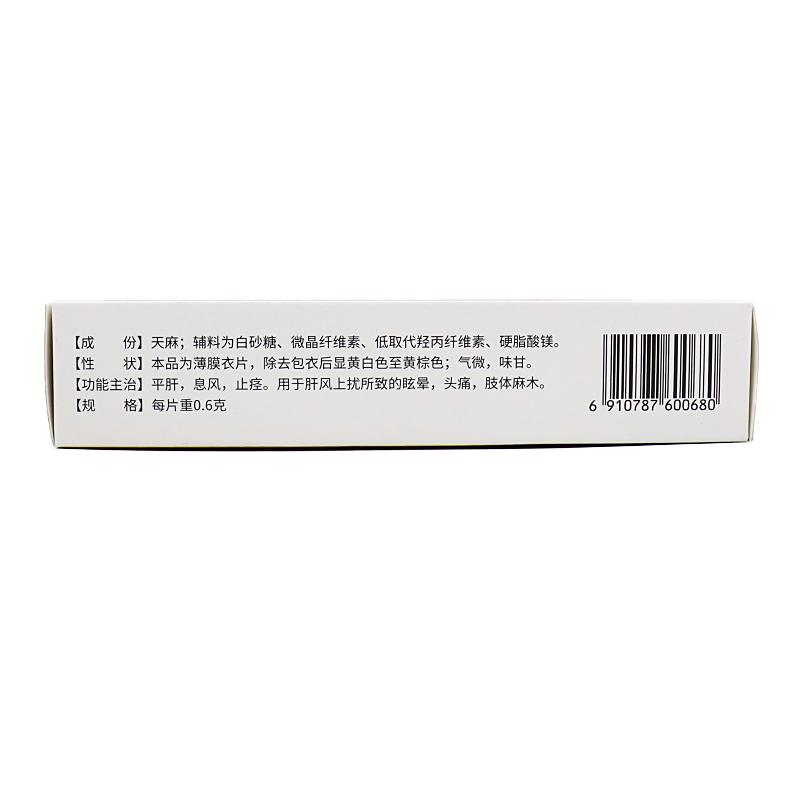 【成　　份】天麻；辅料为白砂糖、微晶纤维素、低取代羟丙纤维素、硬脂酸镁。
【性　　状】本品为薄膜衣片，除去包衣后显黄白色至黄棕色；气微，味甘。
【功能主治】平肝，息风，止痉。用于肝风上扰所致的眩晕，头痛，肢体麻木。
【规　　格】每片重0.6克
6 910787 600680